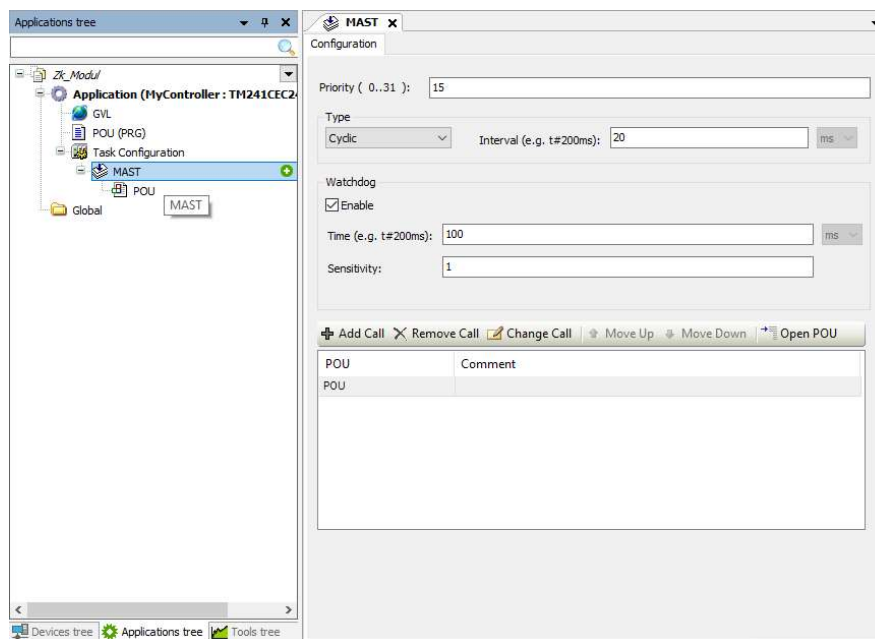 Applications tree
Zk_Modul
Application (MyController : TM241CEC24
GVL
POU (PRG)
Task Configuration
MAST
POU
MAST
Global
Devices tree
Applications tree
Tools tree
MAST
Configuration
Priority ( 0..31 ): 15
Type
Cyclic Interval (e.g. t#200ms): 20 ms
Watchdog
Enable
Time (e.g. t#200ms): 100 ms
Sensitivity: 1
Add Call Remove Call Change Call Move Up Move Down Open POU
POU Comment
POU